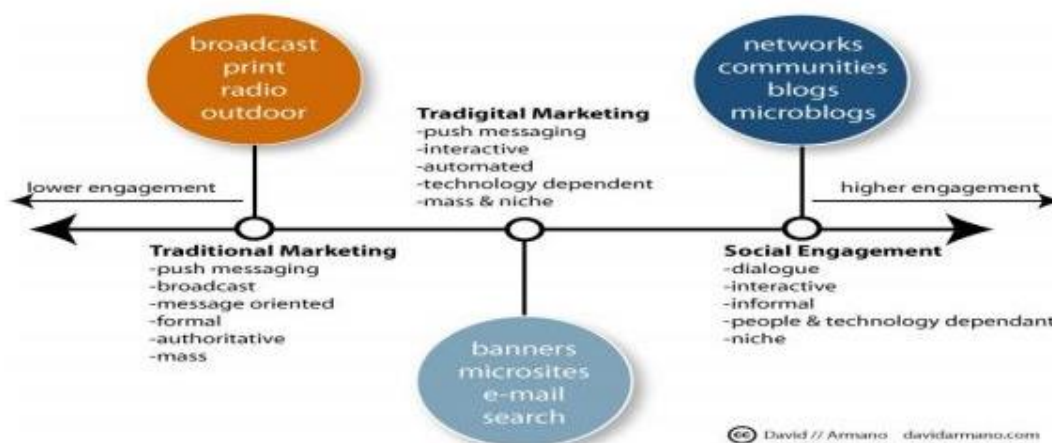 broadcast
print
radio
outdoor
networks
communities
blogs
microblogs
Tradigital Marketing
-push messaging
-interactive
-automated
-technology dependent
-mass & niche
lower engagement
higher engagement
Traditional Marketing
-push messaging
-broadcast
-message oriented
-formal
-authoritative
-mass
Social Engagement
-dialogue
-interactive
-informal
-people & technology dependant
-niche
banners
microsites
e-mail
search
cc David // Armano davidarmano.com